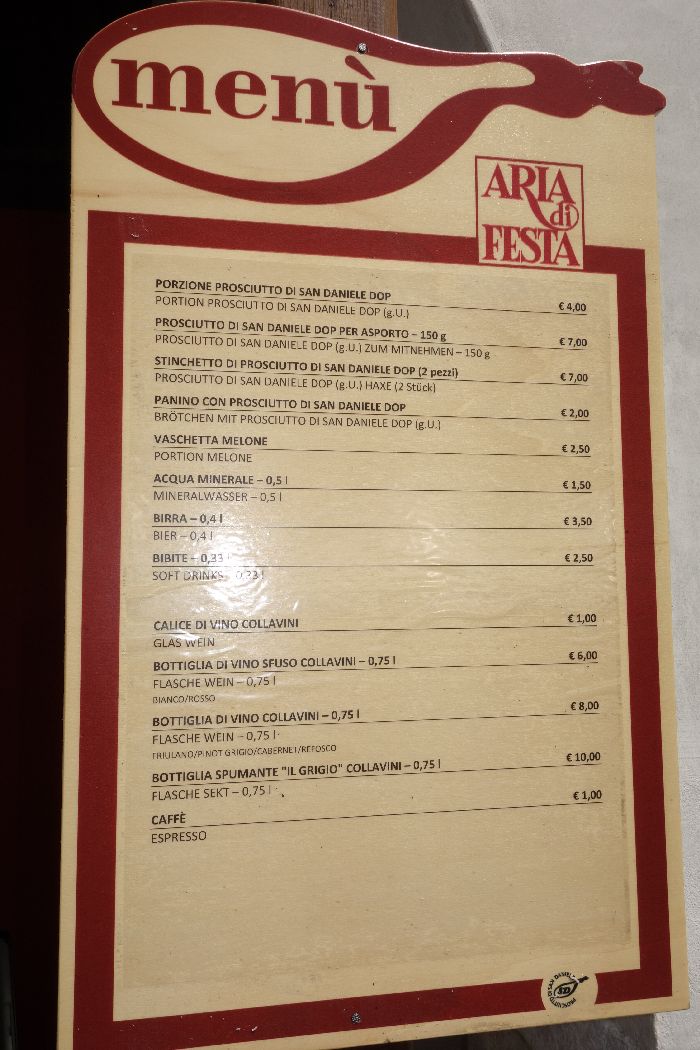 menù
ARIA
di
FESTA
PORZIONE PROSCIUTTO DI SAN DANIELE DOP
PORTION PROSCIUTTO DI SAN DANIELE DOP (g.U.) € 4,00
PROSCIUTTO DI SAN DANIELE DOP PER ASPORTO – 150 g
PROSCIUTTO DI SAN DANIELE DOP (g.U.) ZUM MITNEHMEN – 150 g € 7,00
STINCHETTO DI PROSCIUTTO DI SAN DANIELE DOP (2 pezzi)
PROSCIUTTO DI SAN DANIELE DOP (g.U.) HAXE (2 Stück) € 7,00
PANINO CON PROSCIUTTO DI SAN DANIELE DOP
BRÖTCHEN MIT PROSCIUTTO DI SAN DANIELE DOP (g.U.) € 2,00
VASCHETTA MELONE € 2,50
PORTION MELONE
ACQUA MINERALE – 0,5 l € 1,50
MINERALWASSER – 0,5 l
BIRRA – 0,4 l € 3,50
BIER – 0,4 l
BIBITE – 0,33 l € 2,50
SOFT DRINKS – 0,33 l
CALICE DI VINO COLLAVINI € 1,00
GLAS WEIN
BOTTIGLIA DI VINO SFUSO COLLAVINI – 0,75 l € 6,00
FLASCHE WEIN – 0,75 l
BIANCO/ROSSO
BOTTIGLIA DI VINO COLLAVINI – 0,75 l € 8,00
FLASCHE WEIN – 0,75 l
FRIULANO/PINOT GRIGIO/CABERNET/REFOSCO
BOTTIGLIA SPUMANTE "IL GRIGIO" COLLAVINI – 0,75 l € 10,00
FLASCHE SEKT – 0,75 l
CAFFÈ € 1,00
ESPRESSO
PROSCIUTTO DI SAN DANIELE
SD